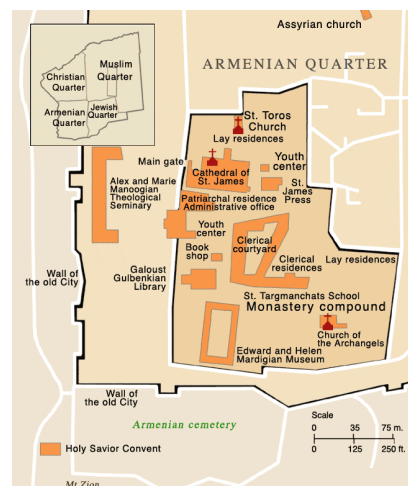 Assyrian church
ARMENIAN QUARTER
Muslim
Quarter
Christian
Quarter
Armenian
Quarter
Jewish
Quarter
St. Toros
Church
Lay residences
Main gate
Cathedral of
St. James
Youth
center
St.
James
Press
Alex and Marie
Manoogian
Theological
Seminary
Patriarchal residence
Administrative office
Youth
center
Book
shop
Clerical
courtyard
Clerical
residences
Lay residences
Wall of
the old City
Galoust
Gulbenkian
Library
St. Targmanchats School
Monastery compound
Church of
the Archangels
Edward and Helen
Mardigian Museum
Wall of
the old City
Armenian cemetery
Scale
0 35 75 m.
0 125 250 ft.
Holy Savior Convent
Mt Zion